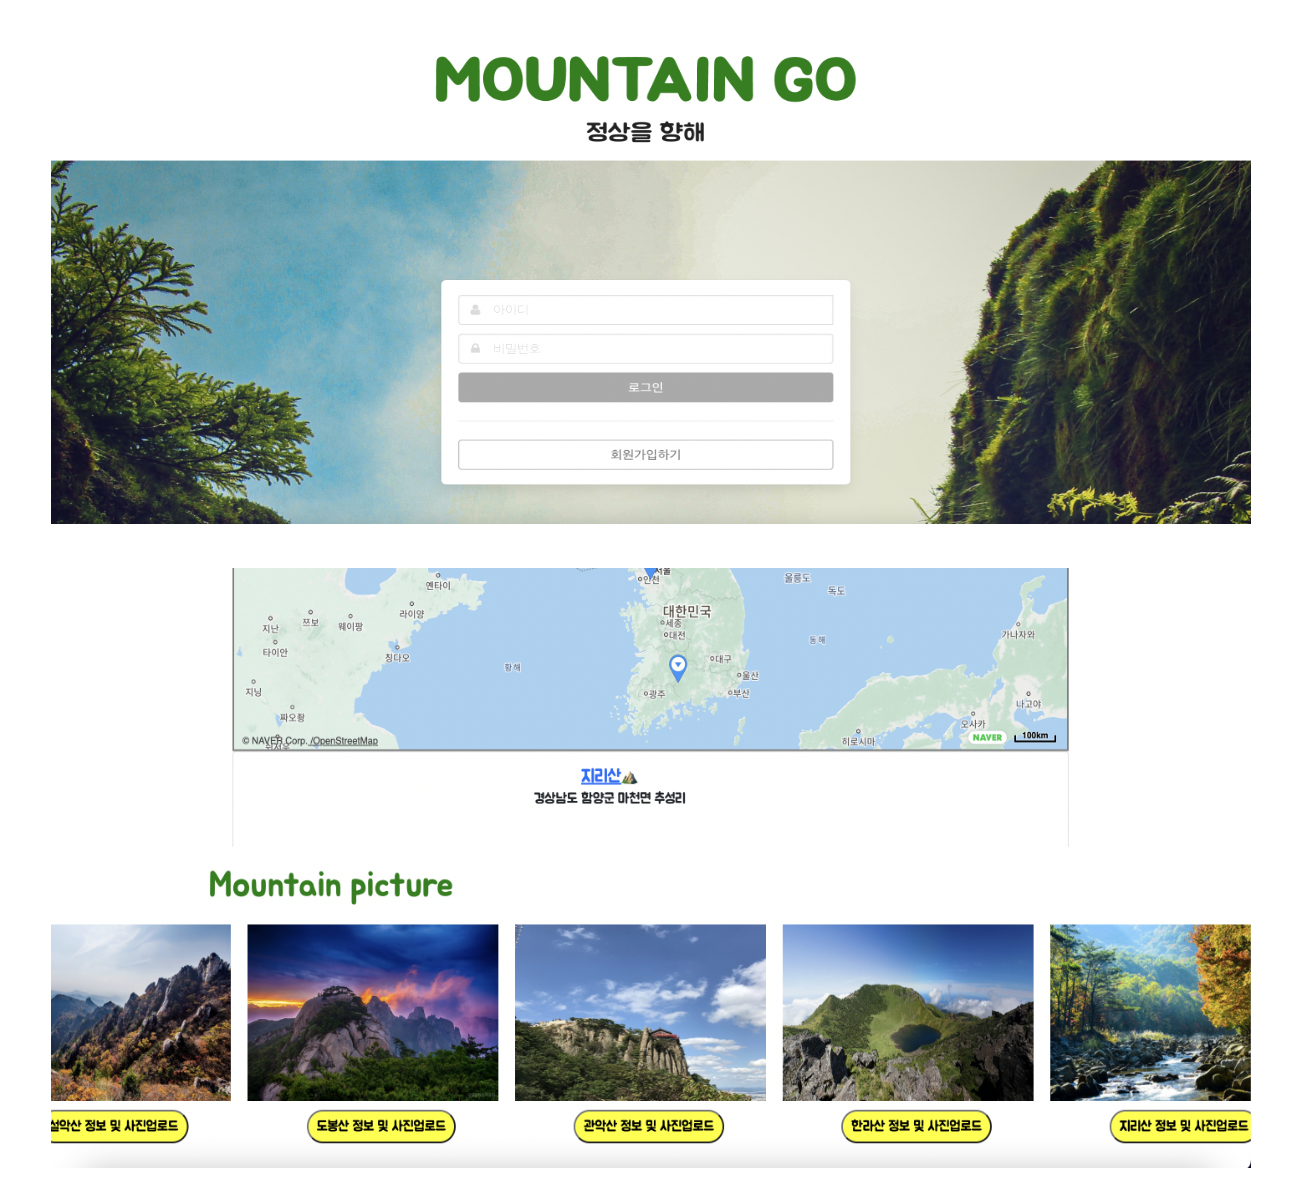 MOUNTAIN GO
정상을 향해
아이디
비밀번호
로그인
회원가입하기
서울
인천
울릉도
독도
옌타이
라이양
대한민국
세종
대전
지난
쯔보
웨이팡
타이안
칭다오
황해
동해
가나자와
대구
울산
광주
부산
지닝
짜오좡
나고야
오사카
히로시마
© NAVER Corp. /OpenStreetMap
NAVER
100km
지리산
경상남도 함양군 마천면 추성리
Mountain picture
설악산 정보 및 사진업로드
도봉산 정보 및 사진업로드
관악산 정보 및 사진업로드
한라산 정보 및 사진업로드
지리산 정보 및 사진업로드